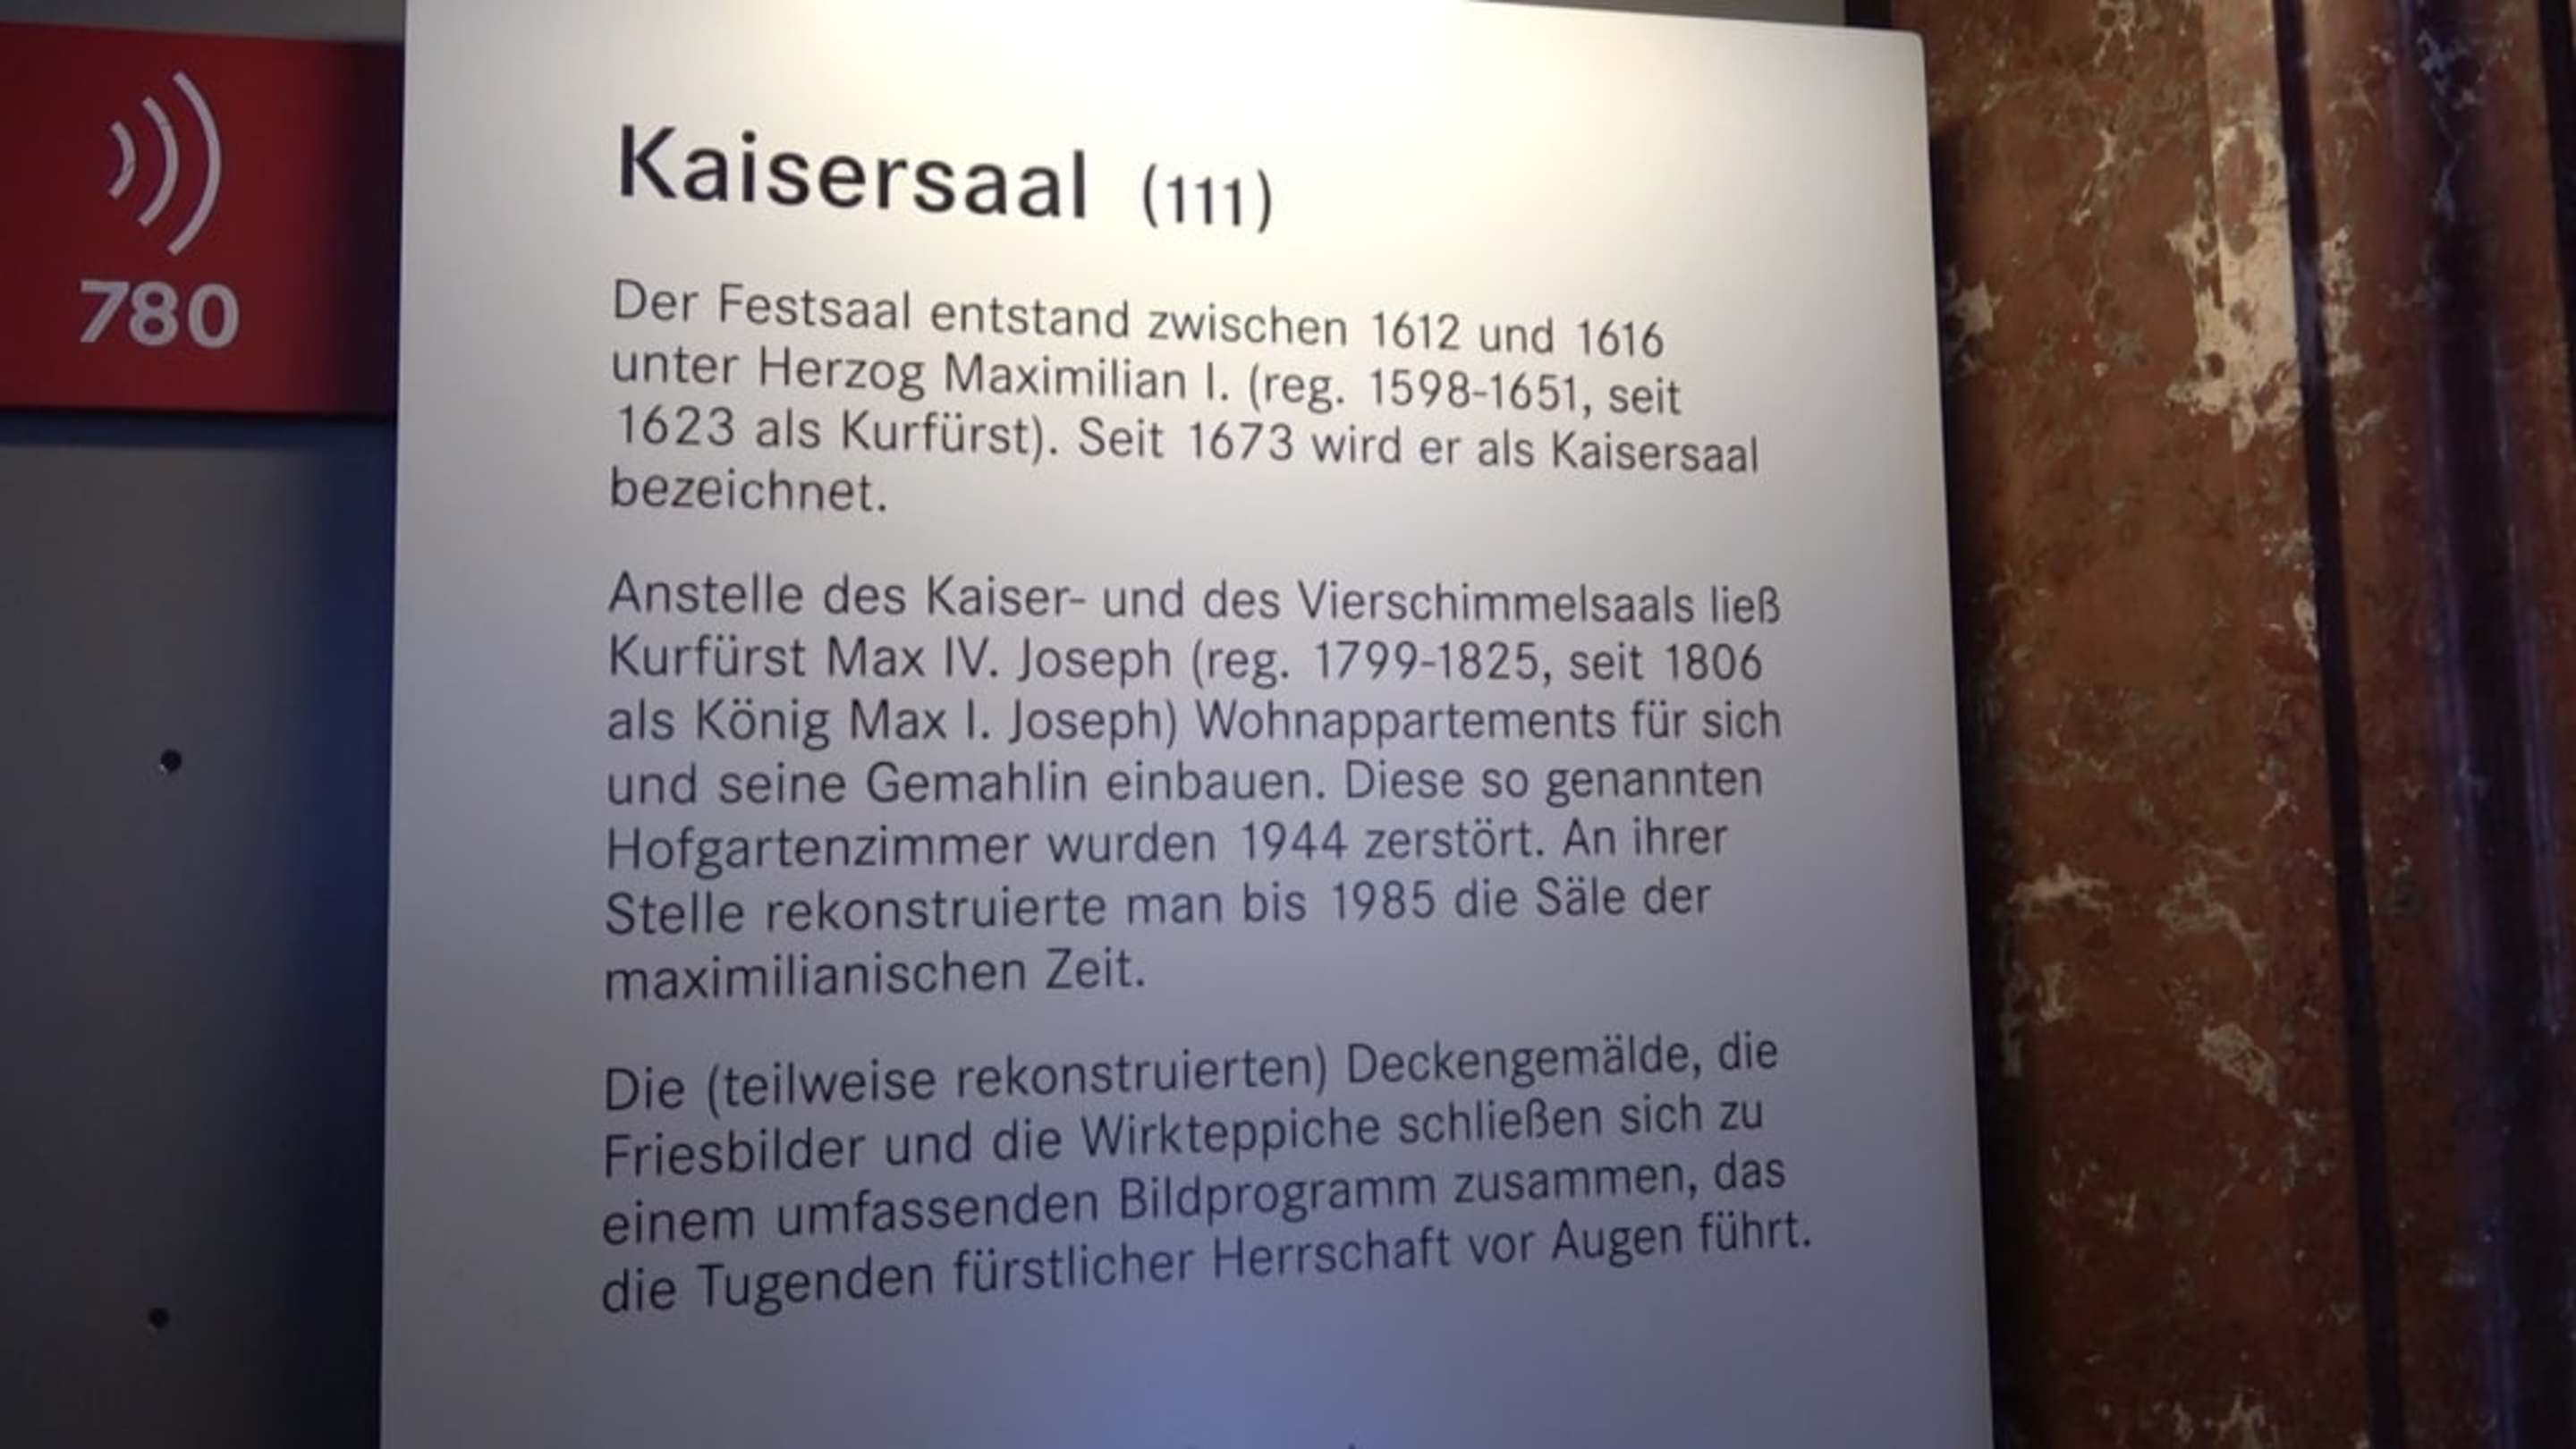 780
Kaisersaal (111)
Der Festsaal entstand zwischen 1612 und 1616
unter Herzog Maximilian I. (reg. 1598-1651, seit
1623 als Kurfürst). Seit 1673 wird er als Kaisersaal
bezeichnet.
Anstelle des Kaiser- und des Vierschimmelsaals ließ
Kurfürst Max IV. Joseph (reg. 1799-1825, seit 1806
als König Max I. Joseph) Wohnappartements für sich
und seine Gemahlin einbauen. Diese so genannten
Hofgartenzimmer wurden 1944 zerstört. An ihrer
Stelle rekonstruierte man bis 1985 die Säle der
maximilianischen Zeit.
Die (teilweise rekonstruierten) Deckengemälde, die
Friesbilder und die Wirkteppiche schließen sich zu
einem umfassenden Bildprogramm zusammen, das
die Tugenden fürstlicher Herrschaft vor Augen führt.